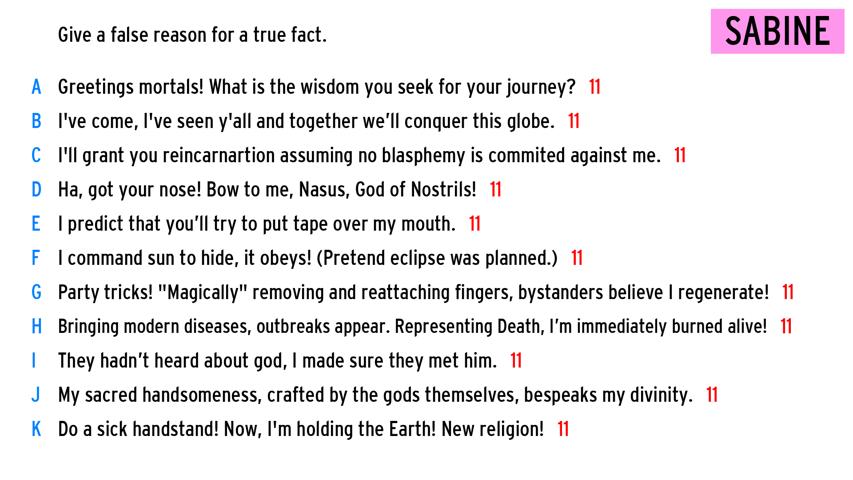 Give a false reason for a true fact.
SABINE
A Greetings mortals! What is the wisdom you seek for your journey? 11
B I've come, I've seen y'all and together we'll conquer this globe. 11
C I'll grant you reincarnartion assuming no blasphemy is commited against me. 11
D Ha, got your nose! Bow to me, Nasus, God of Nostrils! 11
E I predict that you'll try to put tape over my mouth. 11
F I command sun to hide, it obeys! (Pretend eclipse was planned.) 11
G Party tricks! "Magically" removing and reattaching fingers, bystanders believe I regenerate! 11
H Bringing modern diseases, outbreaks appear. Representing Death, I'm immediately burned alive! 11
I They hadn't heard about god, I made sure they met him. 11
J My sacred handsomeness, crafted by the gods themselves, bespeaks my divinity. 11
K Do a sick handstand! Now, I'm holding the Earth! New religion! 11